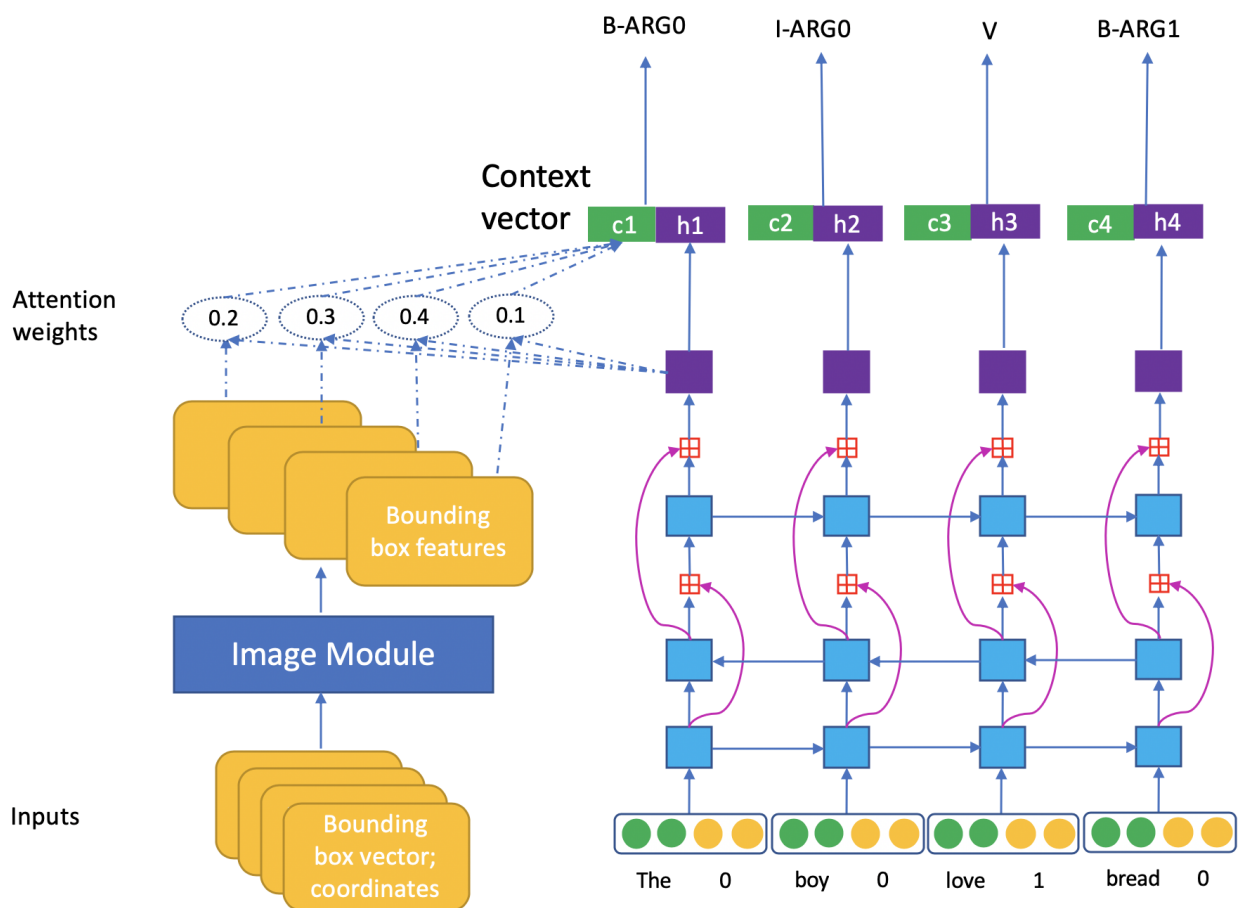 B-ARG0 I-ARG0 V B-ARG1
Context
vector
c1 h1 c2 h2 c3 h3 c4 h4
Attention
weights
0.2 0.3 0.4 0.1
Bounding
box features
Image Module
Inputs
Bounding
box vector;
coordinates
The 0 boy 0 love 1 bread 0